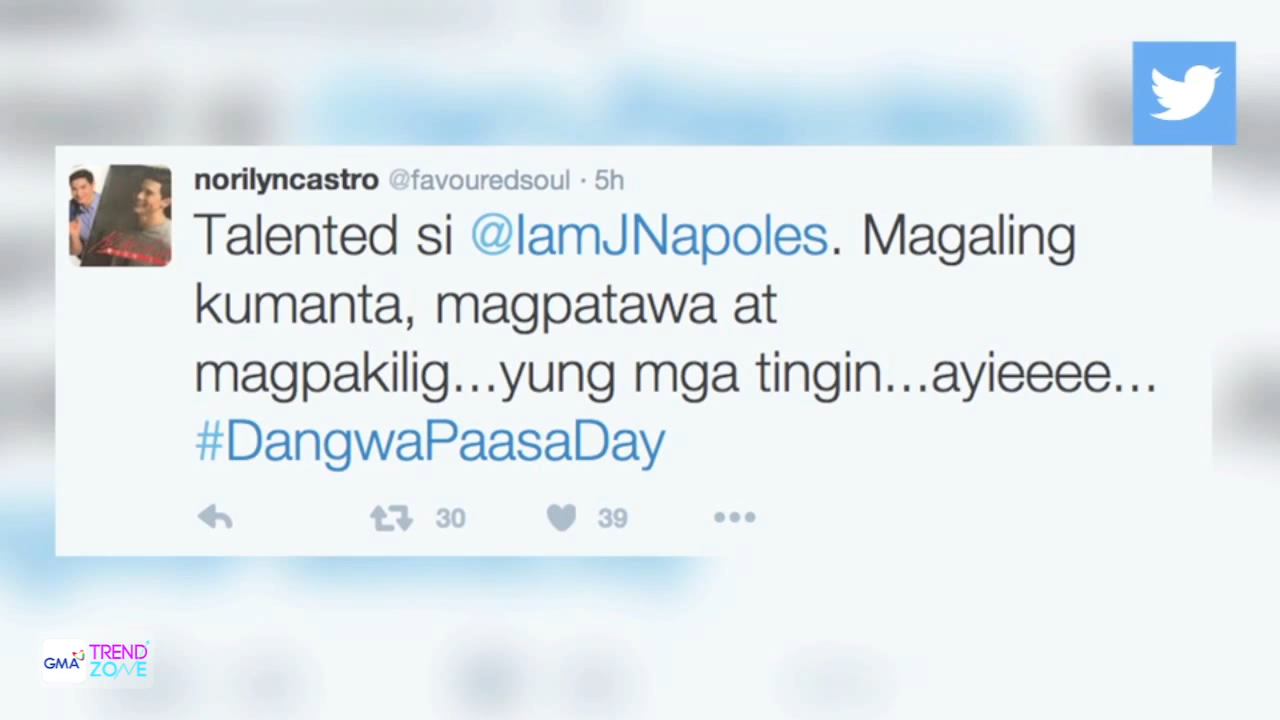 norilyncastro @favouredsoul · 5h
Talented si @IamJNapoles. Magaling
kumanta, magpatawa at
magpakilig...yung mga tingin...ayieeee...
#DangwaPaasaDay
30 39
GMA TREND
ZONE